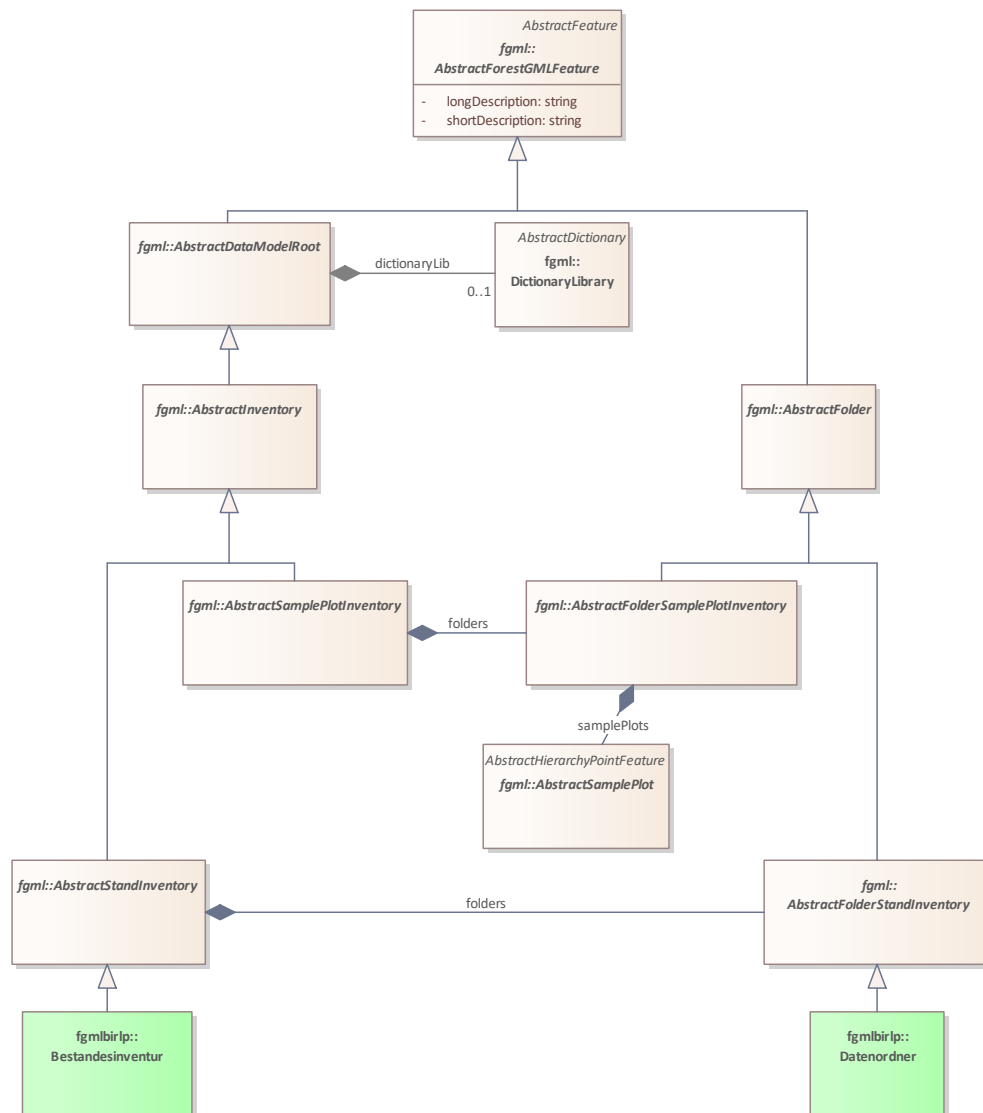 AbstractFeature
fgml::
AbstractForestGMLFeature
- longDescription: string
- shortDescription: string
fgml::AbstractDataModelRoot
dictionaryLib
0..1
AbstractDictionary
fgml::
DictionaryLibrary
fgml::AbstractInventory
fgml::AbstractFolder
fgml::AbstractSamplePlotInventory
folders
fgml::AbstractFolderSamplePlotInventory
samplePlots
AbstractHierarchyPointFeature
fgml::AbstractSamplePlot
fgml::AbstractStandInventory
folders
fgml::
AbstractFolderStandInventory
fgmlbirlp::
Bestandesinventur
fgmlbirlp::
Datenordner